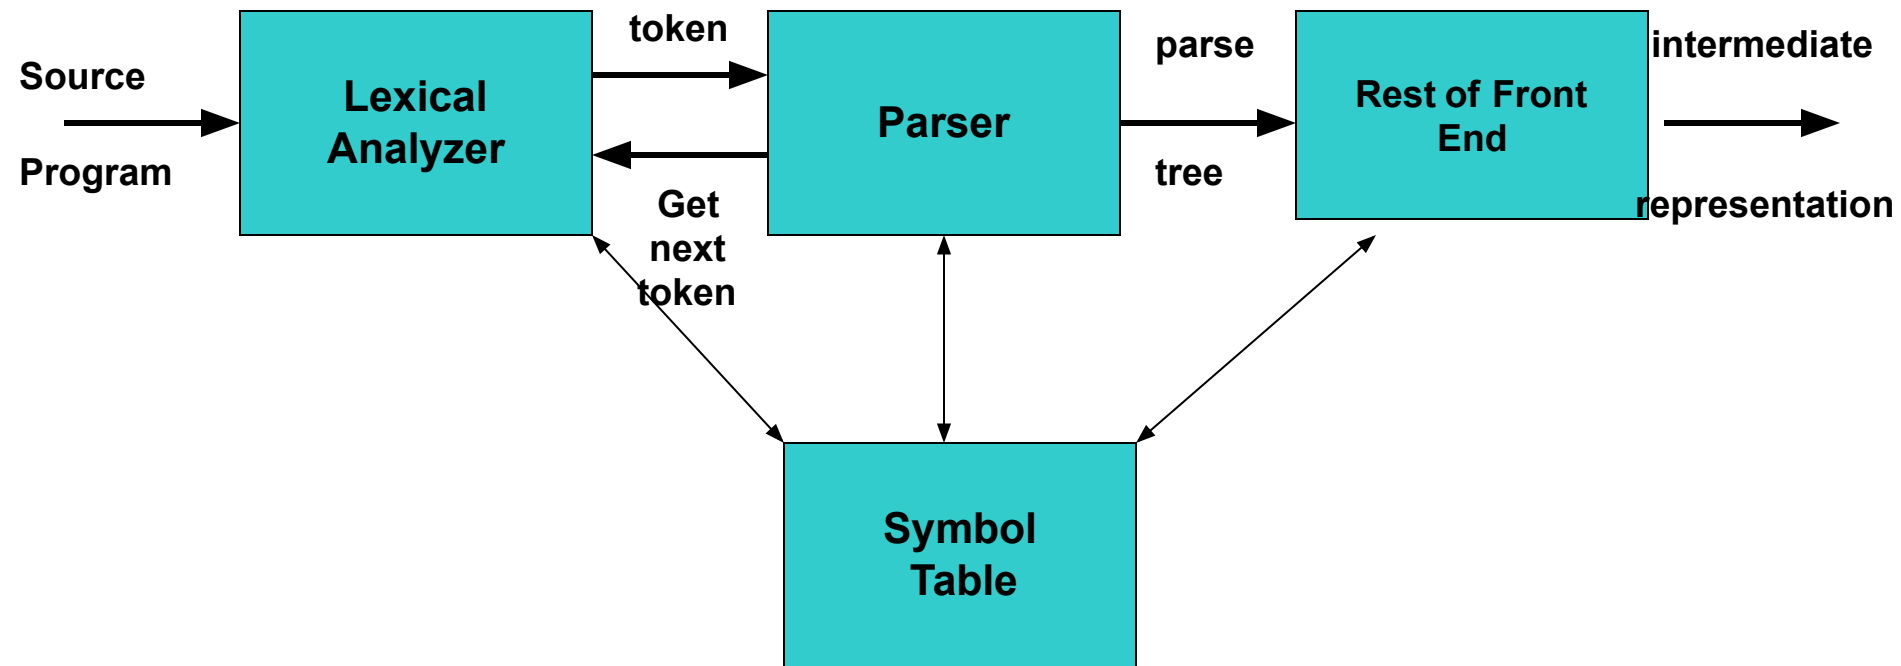 Source
Program
Lexical
Analyzer
token
Get
next
token
Parser
parse
tree
Rest of Front
End
intermediate
representation
Symbol
Table